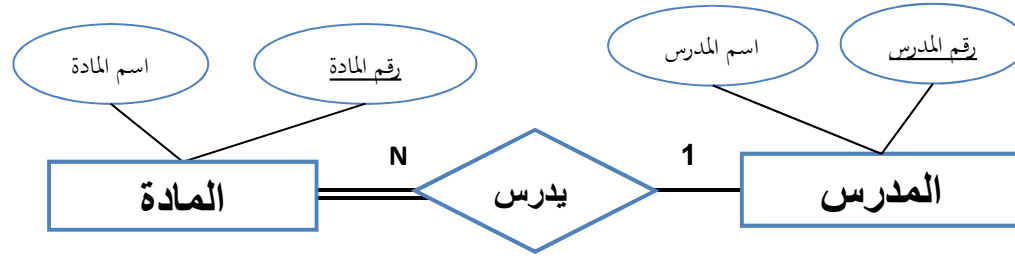 رقم المدرس
اسم المدرس
رقم المادة
اسم المادة
1
N
المدرس
يدرس
المادة